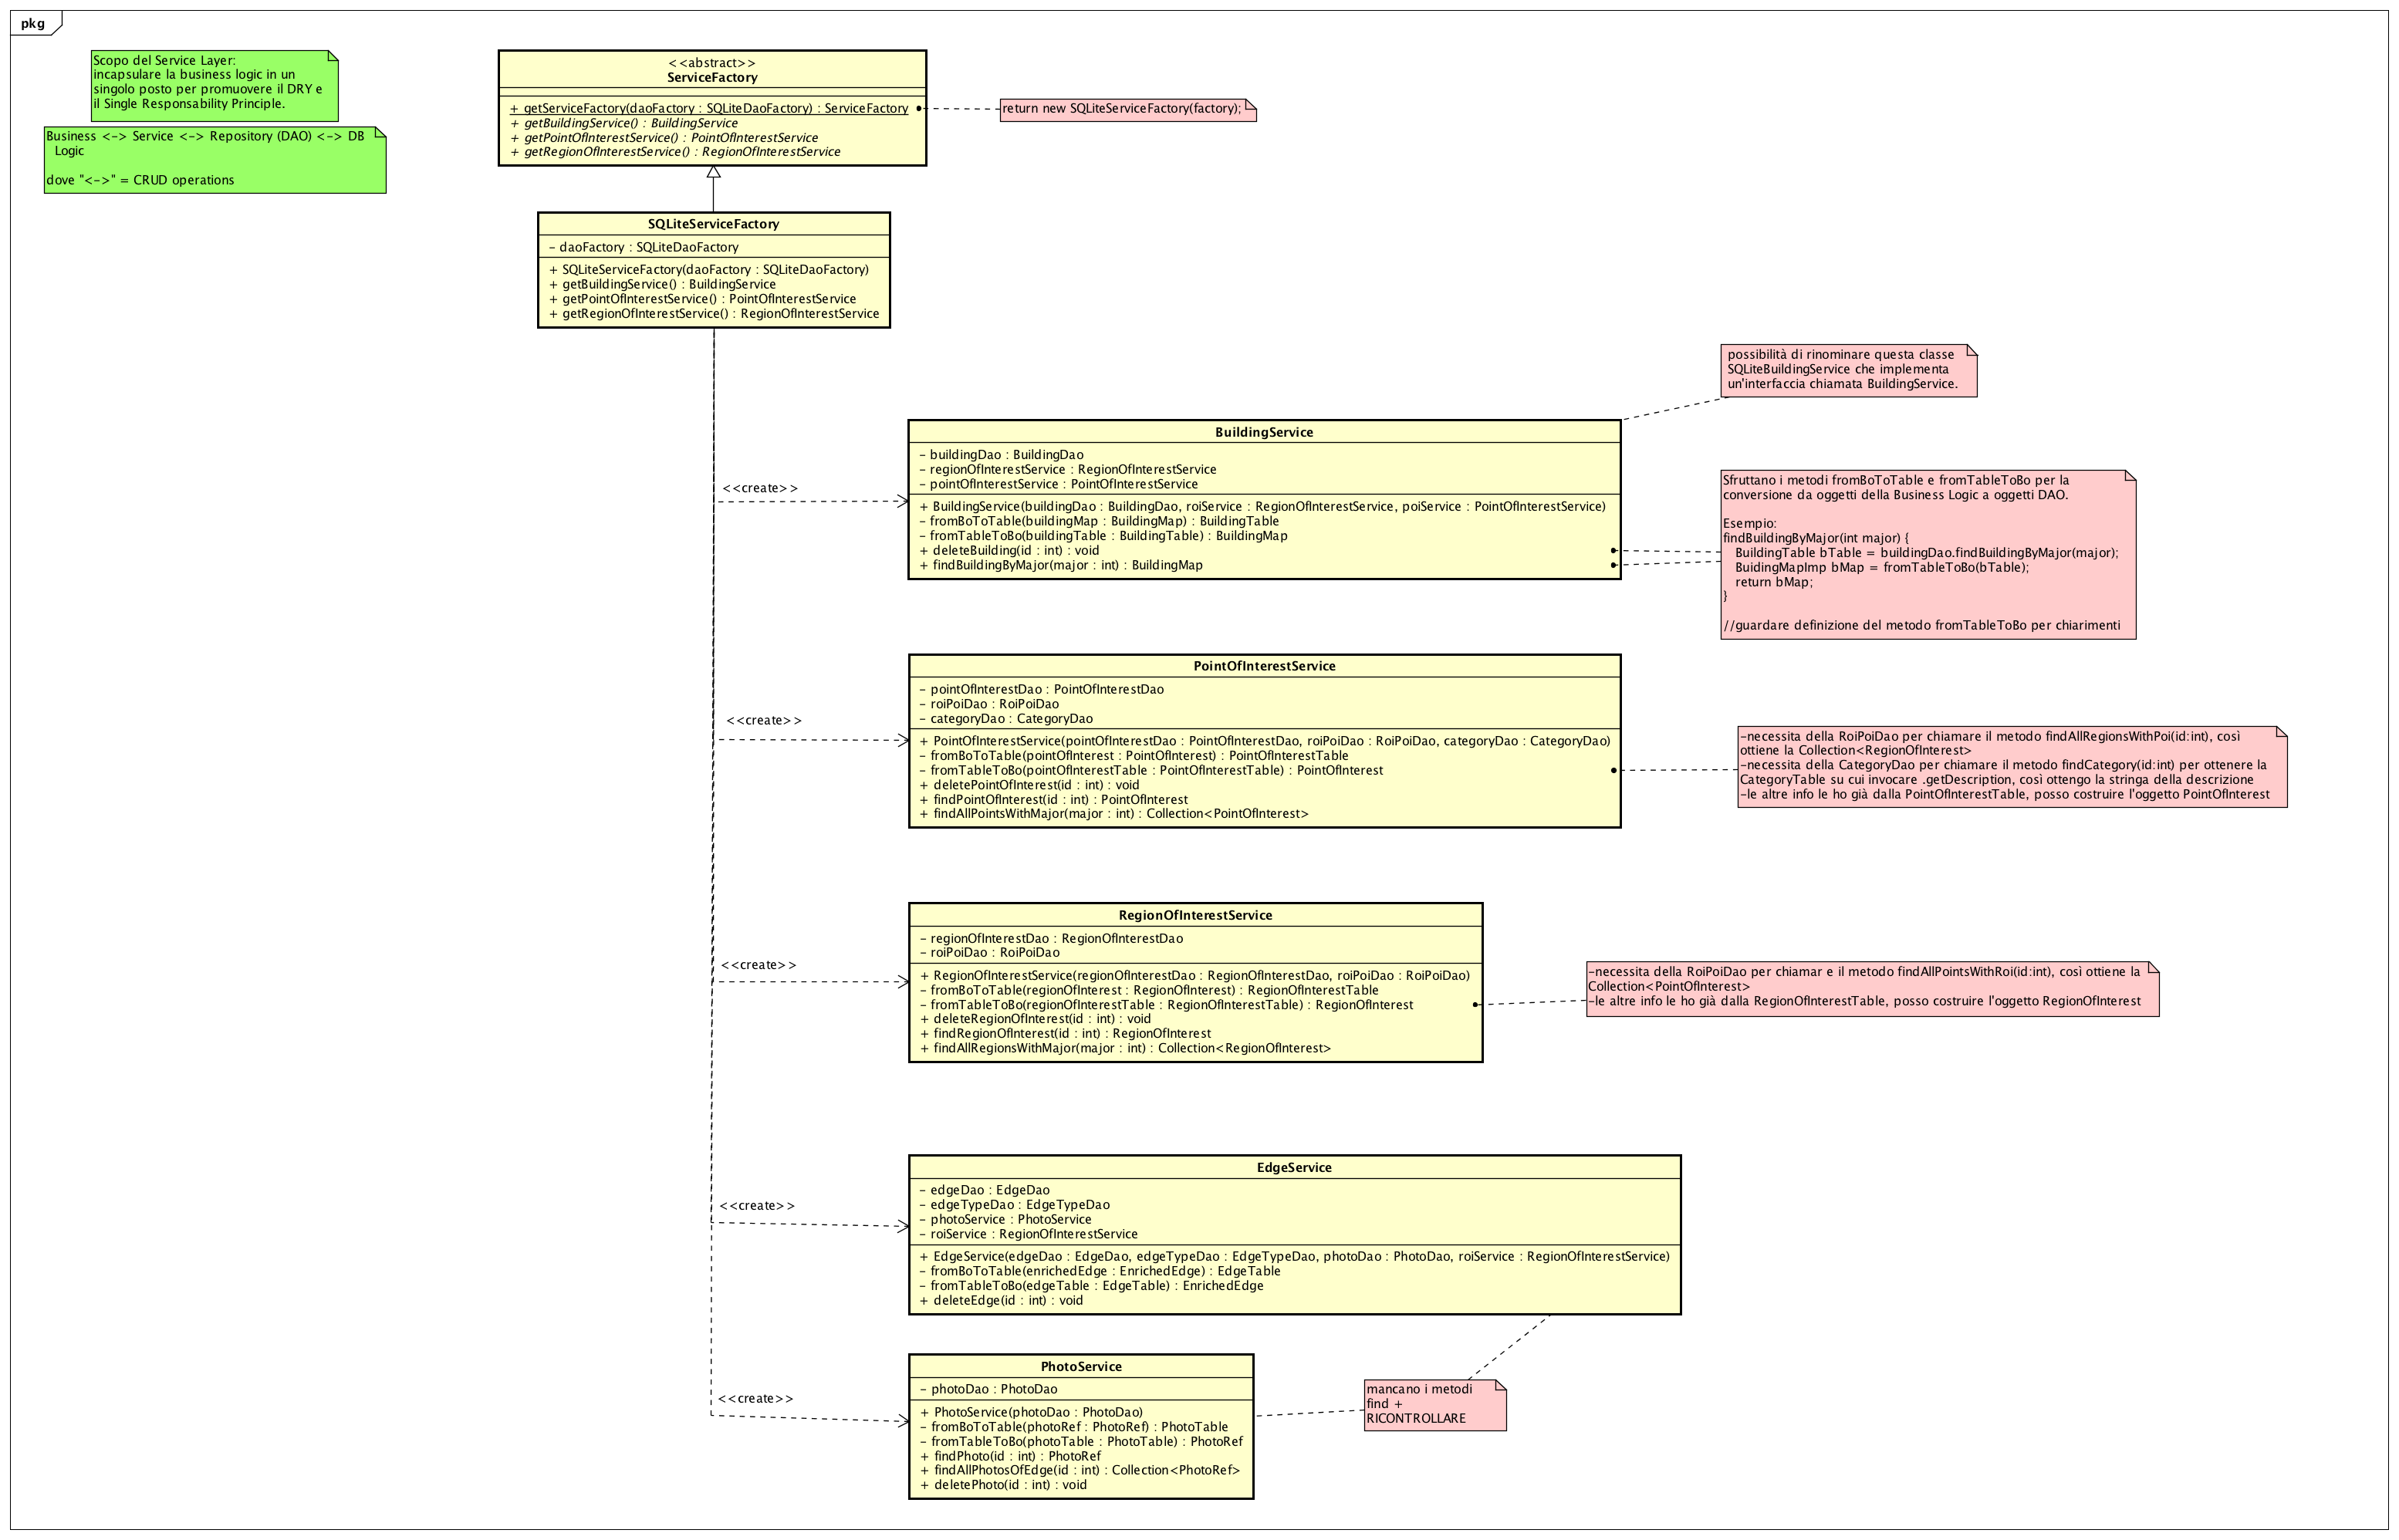 pkg
Scopo del Service Layer:
incapsulare la business logic in un
singolo posto per promuovere il DRY e
il Single Responsability Principle.
Business <-> Service <-> Repository (DAO) <-> DB
Logic
dove "<->" = CRUD operations
<<abstract>>
ServiceFactory
+ getServiceFactory(daoFactory : SQLiteDaoFactory) : ServiceFactory
+ getBuildingService() : BuildingService
+ getPointOfInterestService() : PointOfInterestService
+ getRegionOfInterestService() : RegionOfInterestService
return new SQLiteServiceFactory(factory);
SQLiteServiceFactory
- daoFactory : SQLiteDaoFactory
+ SQLiteServiceFactory(daoFactory : SQLiteDaoFactory)
+ getBuildingService() : BuildingService
+ getPointOfInterestService() : PointOfInterestService
+ getRegionOfInterestService() : RegionOfInterestService
possibilità di rinominare questa classe
SQLiteBuildingService che implementa
un'interfaccia chiamata BuildingService.
<<create>>
BuildingService
- buildingDao : BuildingDao
- regionOfInterestService : RegionOfInterestService
- pointOfInterestService : PointOfInterestService
+ BuildingService(buildingDao : BuildingDao, roiService : RegionOfInterestService, poiService : PointOfInterestService)
- fromBoToTable(buildingMap : BuildingMap) : BuildingTable
- fromTableToBo(buildingTable : BuildingTable) : BuildingMap
+ deleteBuilding(id : int) : void
+ findBuildingByMajor(major : int) : BuildingMap
Sfruttano i metodi fromBoToTable e fromTableToBo per la
conversione da oggetti della Business Logic a oggetti DAO.
Esempio:
findBuildingByMajor(int major) {
BuildingTable bTable = buildingDao.findBuildingByMajor(major);
BuidingMapImp bMap = fromTableToBo(bTable);
return bMap;
}
//guardare definizione del metodo fromTableToBo per chiarimenti
<<create>>
PointOfInterestService
- pointOfInterestDao : PointOfInterestDao
- roiPoiDao : RoiPoiDao
- categoryDao : CategoryDao
+ PointOfInterestService(pointOfInterestDao : PointOfInterestDao, roiPoiDao : RoiPoiDao, categoryDao : CategoryDao)
- fromBoToTable(pointOfInterest : PointOfInterest) : PointOfInterestTable
- fromTableToBo(pointOfInterestTable : PointOfInterestTable) : PointOfInterest
+ deletePointOfInterest(id : int) : void
+ findPointOfInterest(id : int) : PointOfInterest
+ findAllPointsWithMajor(major : int) : Collection<PointOfInterest>
-necessita della RoiPoiDao per chiamare il metodo findAllRegionsWithPoi(id:int), così
ottiene la Collection<RegionOfInterest>
-necessita della CategoryDao per chiamare il metodo findCategory(id:int) per ottenere la
CategoryTable su cui invocare .getDescription, così ottengo la stringa della descrizione
-le altre info le ho già dalla PointOfInterestTable, posso costruire l'oggetto PointOfInterest
<<create>>
RegionOfInterestService
- regionOfInterestDao : RegionOfInterestDao
- roiPoiDao : RoiPoiDao
+ RegionOfInterestService(regionOfInterestDao : RegionOfInterestDao, roiPoiDao : RoiPoiDao)
- fromBoToTable(regionOfInterest : RegionOfInterest) : RegionOfInterestTable
- fromTableToBo(regionOfInterestTable : RegionOfInterestTable) : RegionOfInterest
+ deleteRegionOfInterest(id : int) : void
+ findRegionOfInterest(id : int) : RegionOfInterest
+ findAllRegionsWithMajor(major : int) : Collection<RegionOfInterest>
-necessita della RoiPoiDao per chiamar e il metodo findAllPointsWithRoi(id:int), così ottiene la
Collection<PointOfInterest>
-le altre info le ho già dalla RegionOfInterestTable, posso costruire l'oggetto RegionOfInterest
<<create>>
EdgeService
- edgeDao : EdgeDao
- edgeTypeDao : EdgeTypeDao
- photoService : PhotoService
- roiService : RegionOfInterestService
+ EdgeService(edgeDao : EdgeDao, edgeTypeDao : EdgeTypeDao, photoDao : PhotoDao, roiService : RegionOfInterestService)
- fromBoToTable(enrichedEdge : EnrichedEdge) : EdgeTable
- fromTableToBo(edgeTable : EdgeTable) : EnrichedEdge
+ deleteEdge(id : int) : void
<<create>>
PhotoService
- photoDao : PhotoDao
+ PhotoService(photoDao : PhotoDao)
- fromBoToTable(photoRef : PhotoRef) : PhotoTable
- fromTableToBo(photoTable : PhotoTable) : PhotoRef
+ findPhoto(id : int) : PhotoRef
+ findAllPhotosOfEdge(id : int) : Collection<PhotoRef>
+ deletePhoto(id : int) : void
mancano i metodi
find +
RICONTROLLARE